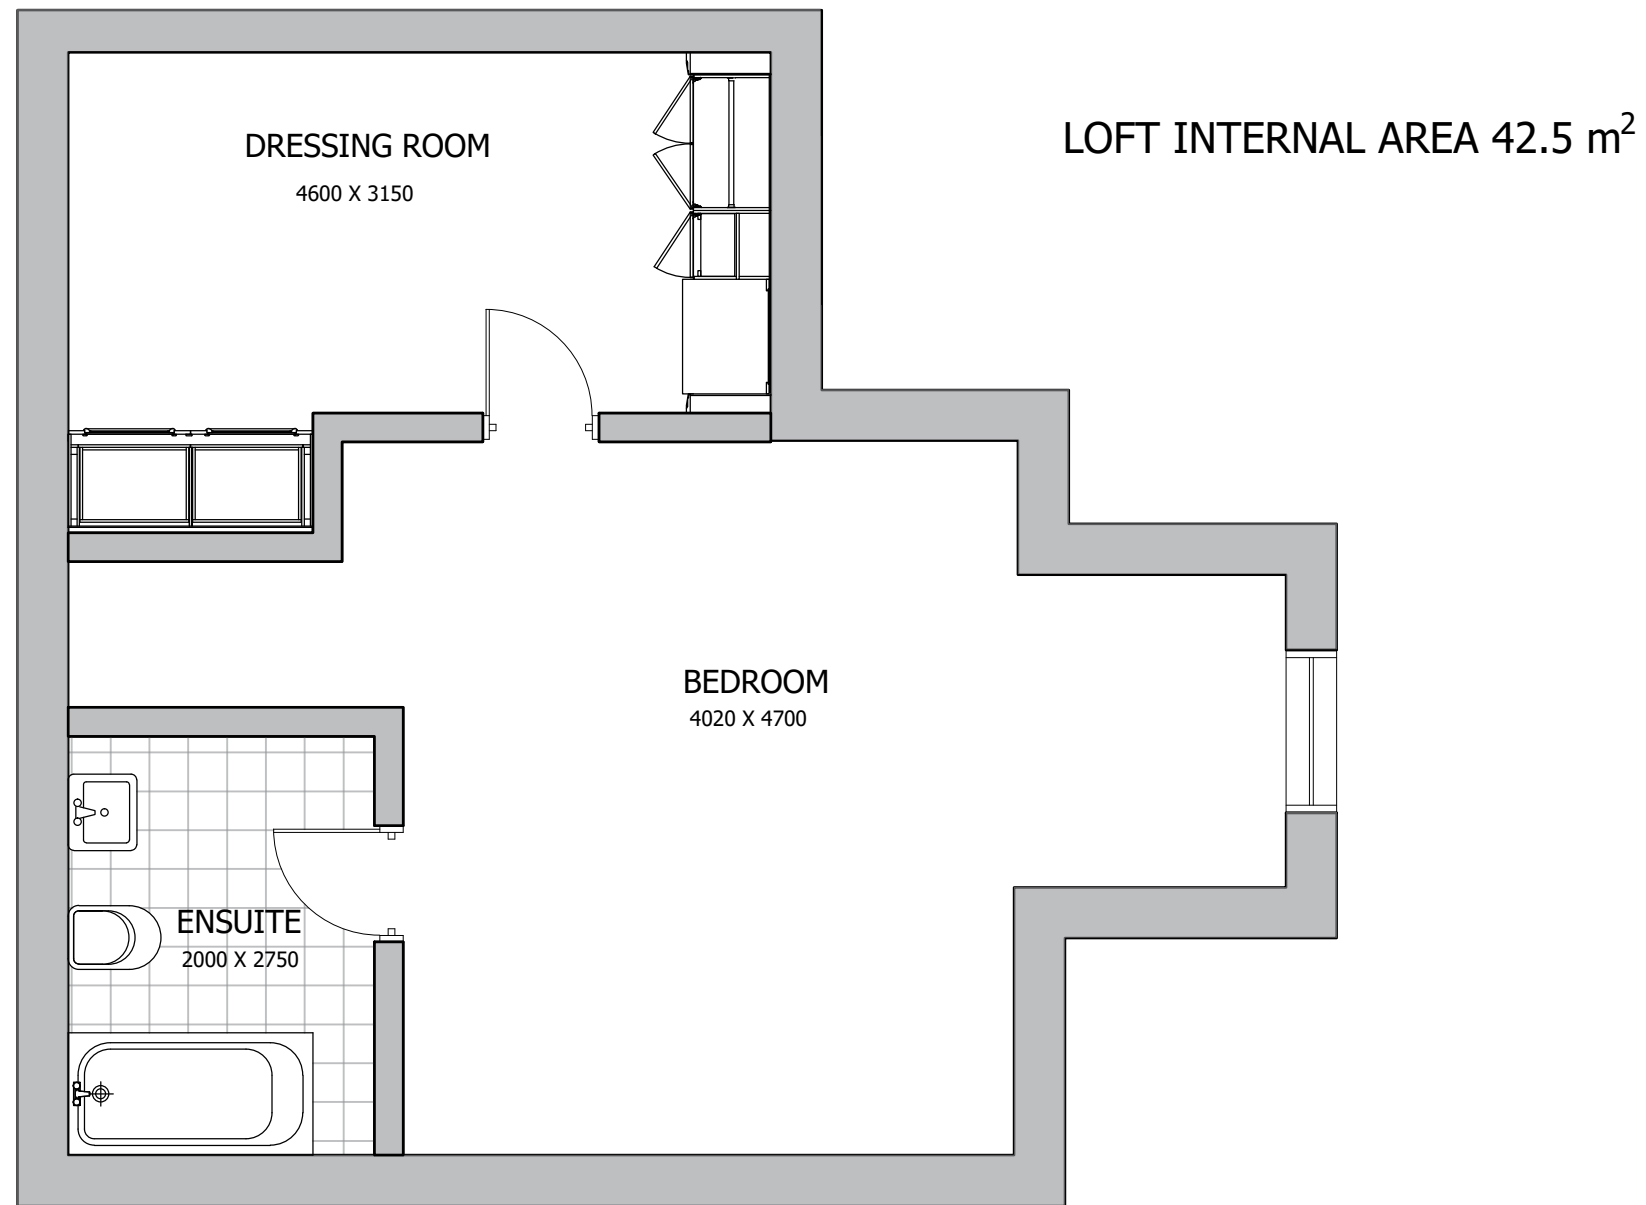 LOFT INTERNAL AREA 42.5 m²
DRESSING ROOM
4600 X 3150
BEDROOM
4020 X 4700
ENSUITE
2000 X 2750